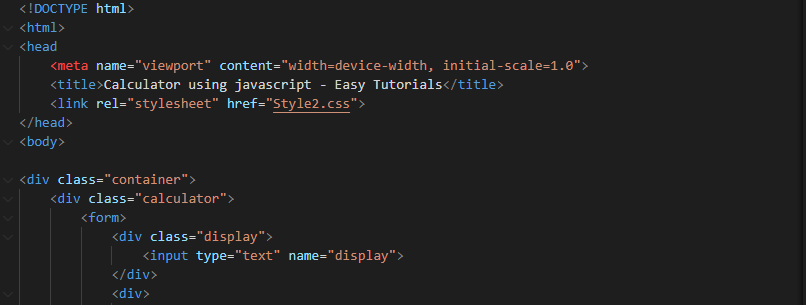 <!DOCTYPE html>
<html>
<head
<meta name="viewport" content="width=device-width, initial-scale=1.0">
<title>Calculator using javascript - Easy Tutorials</title>
<link rel="stylesheet" href="Style2.css">
</head>
<body>
<div class="container">
<div class="calculator">
<form>
<div class="display">
<input type="text" name="display">
</div>
<div>